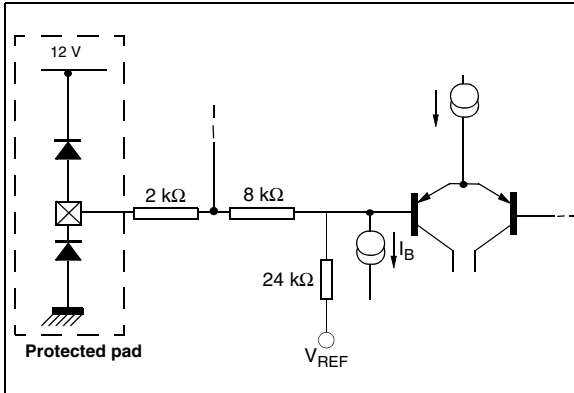 12 V
2 kΩ
8 kΩ
I_B
24 kΩ
V_REF
Protected pad